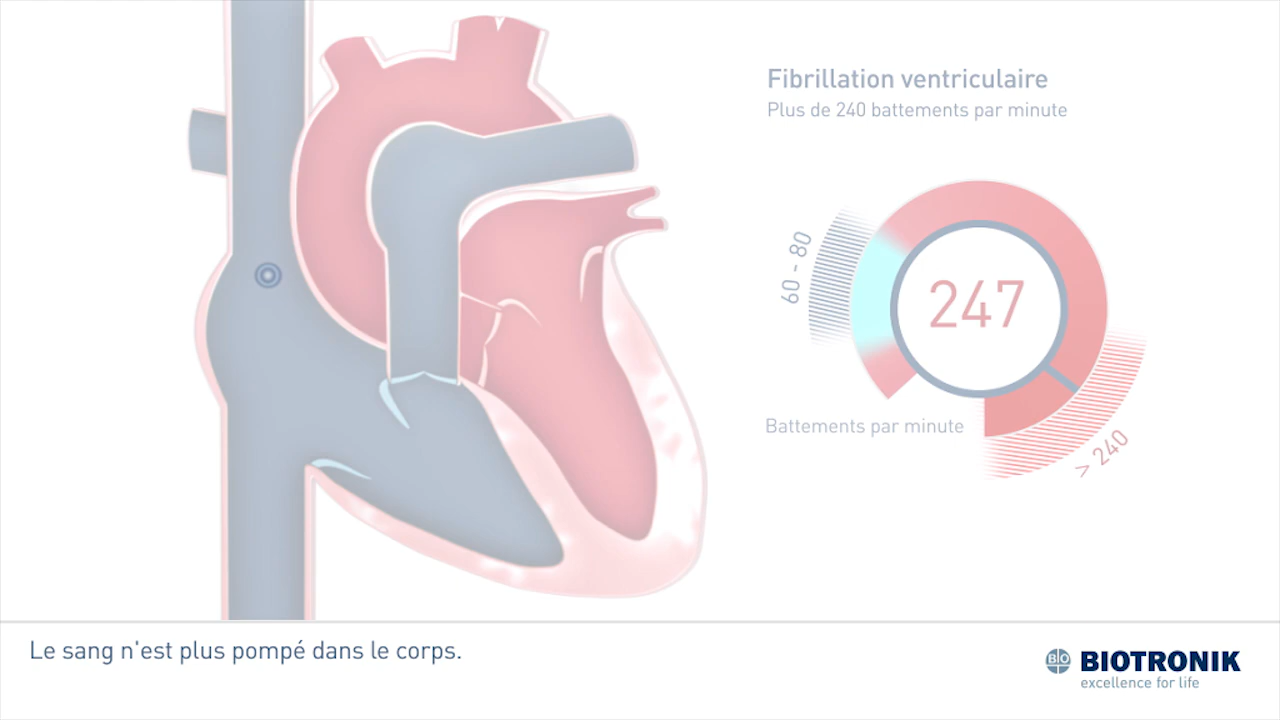 Fibrillation ventriculaire
Plus de 240 battements par minute
60 - 80
247
Battements par minute
> 240
Le sang n'est plus pompé dans le corps.
BIO
BIOTRONIK
excellence for life